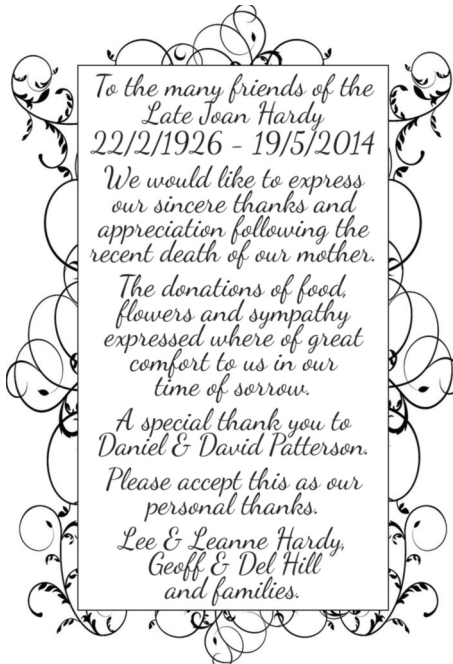 To the many friends of the
Late Joan Hardy
22/2/1926 - 19/5/2014
We would like to express
our sincere thanks and
appreciation following the
recent death of our mother.
The donations of food,
flowers and sympathy
expressed where of great
comfort to us in our
time of sorrow.
A special thank you to
Daniel & David Patterson.
Please accept this as our
personal thanks.
Lee & Leanne Hardy,
Geoff & Del Hill
and families.